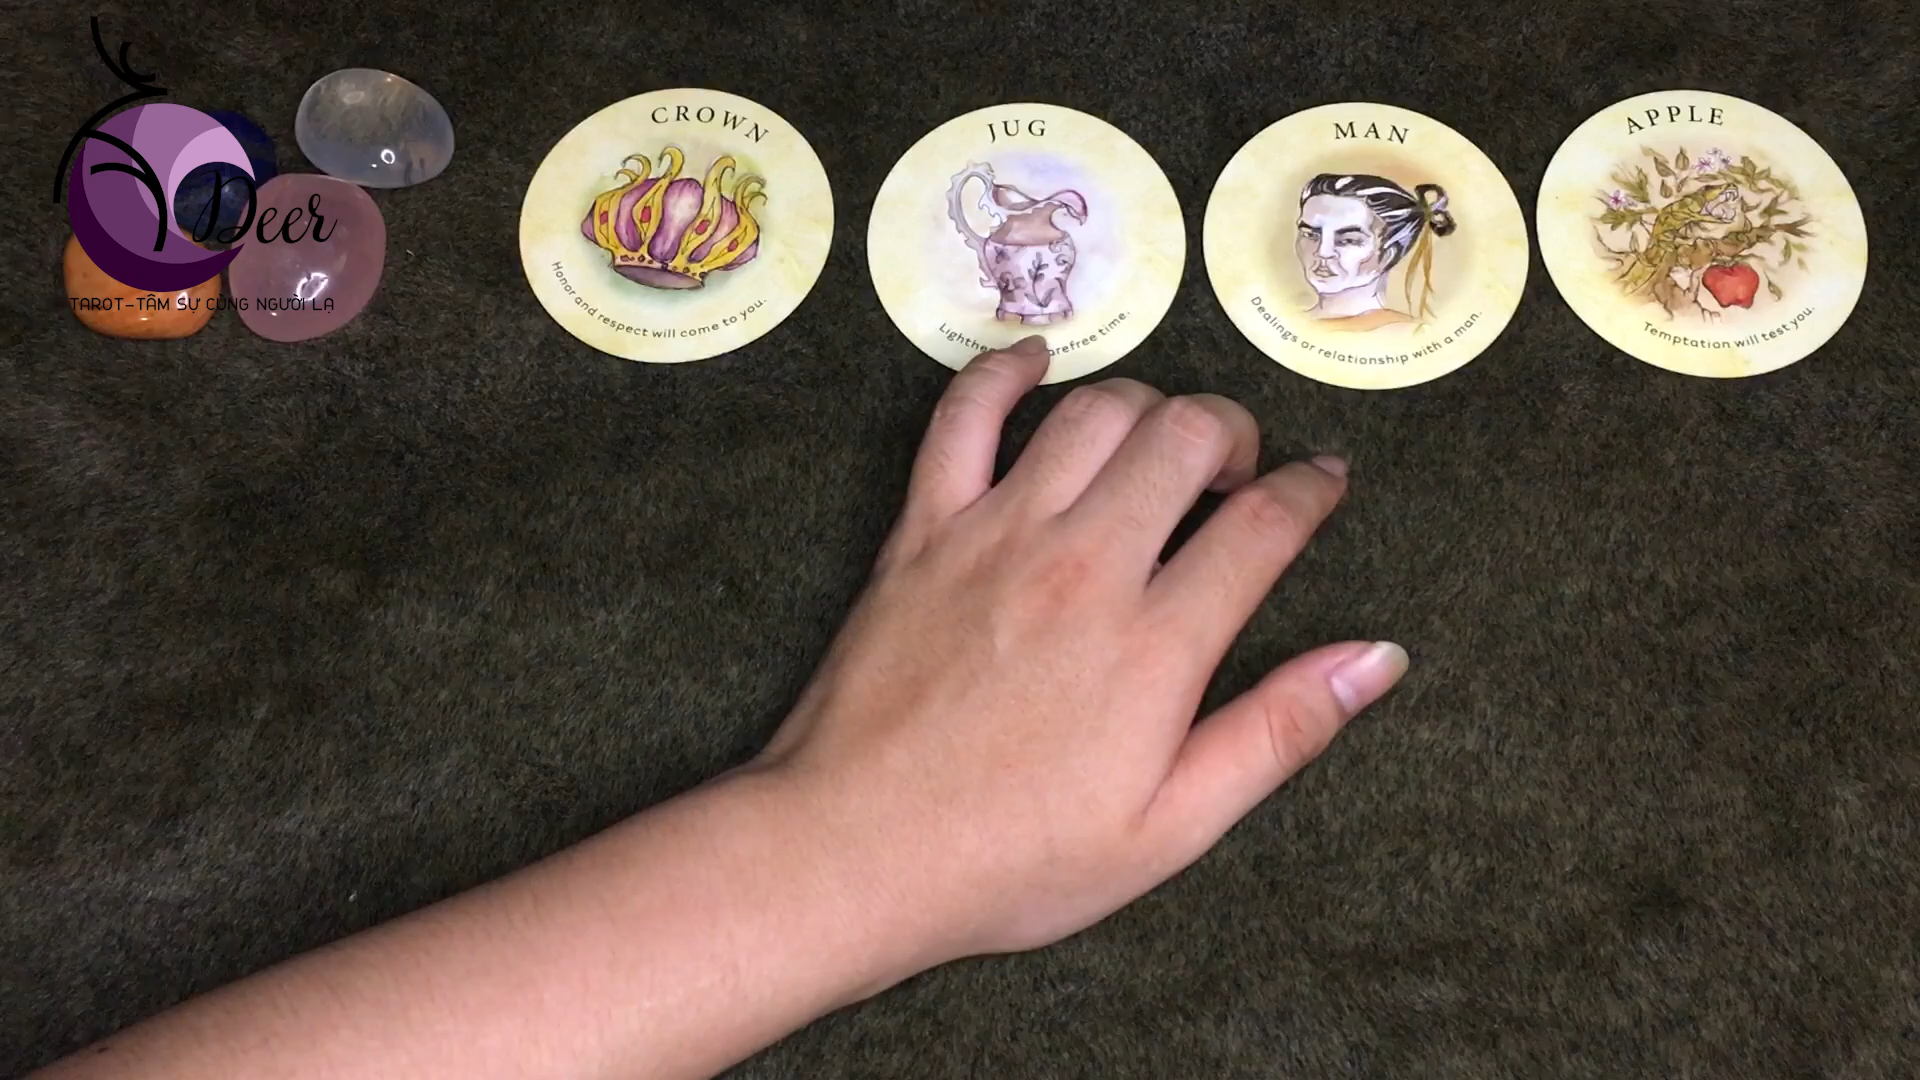 Deer
TAROT-TÂM SỰ CÙNG NGƯỜI LẠ
CROWN
Honor and respect will come to you.
JUG
arefree time.
MAN
Dealings or relationship with a man.
APPLE
Temptation will test you.